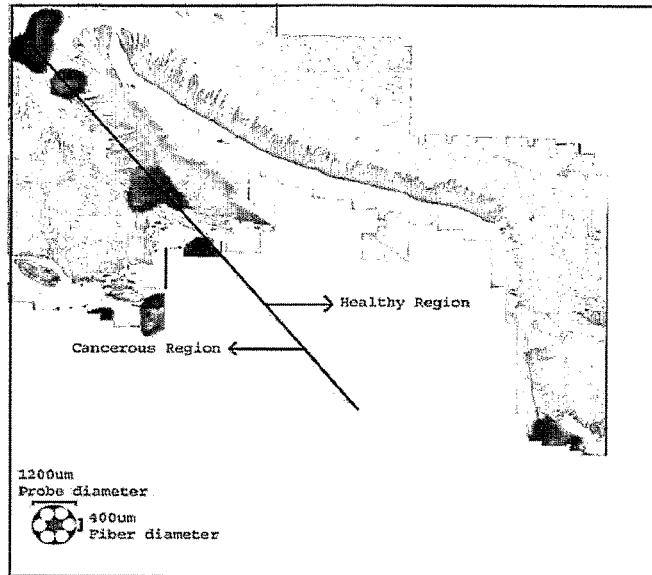 Healthy Region
Cancerous Region
1200um
Probe diameter
400um
Fiber diameter